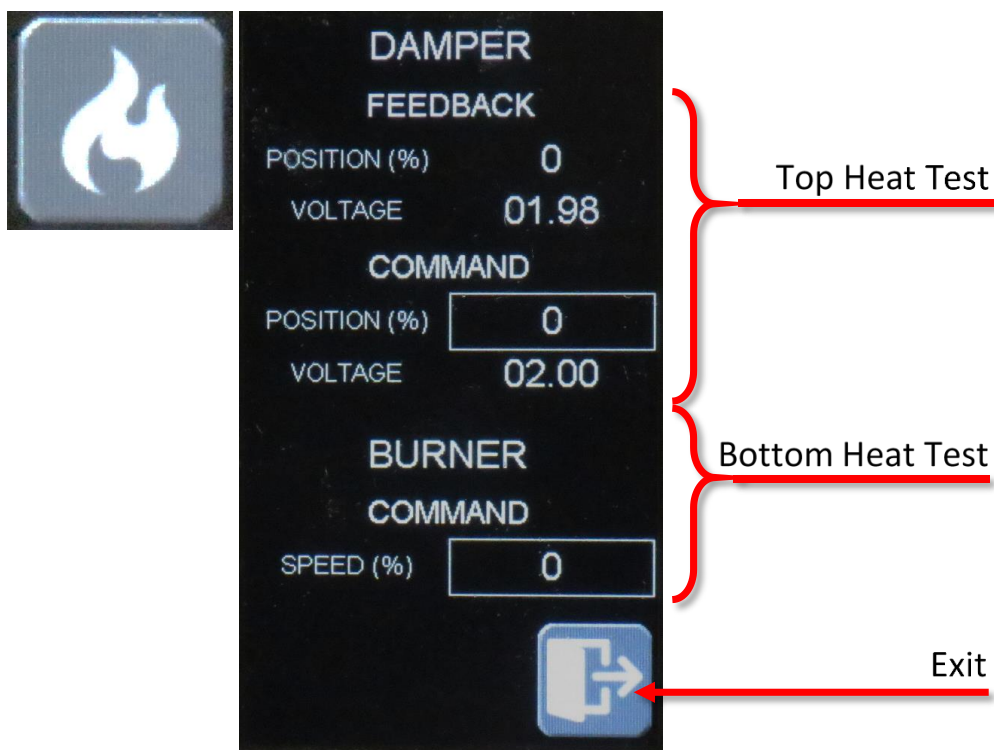 DAMPER
FEEDBACK
POSITION (%) 0
VOLTAGE 01.98
COMMAND
POSITION (%) 0
VOLTAGE 02.00
BURNER
COMMAND
SPEED (%) 0
Top Heat Test
Bottom Heat Test
Exit